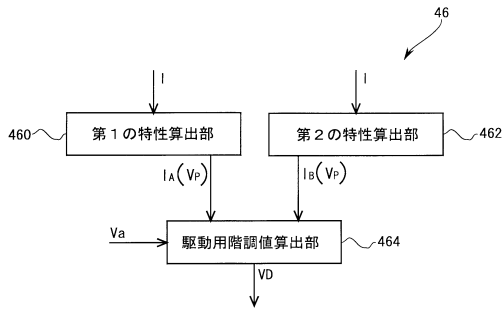 46
I
I
460
第1の特性算出部
第2の特性算出部
462
IA(VP)
IB(VP)
Va
駆動用階調値算出部
464
VD